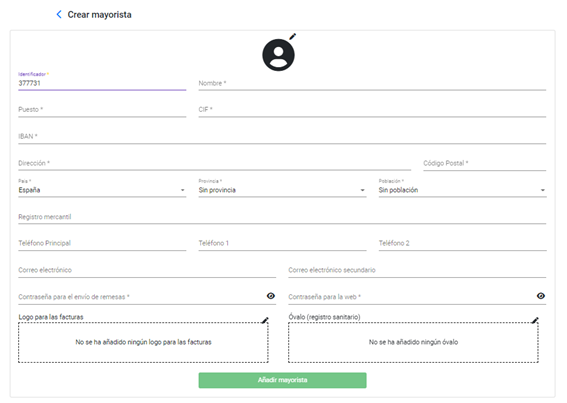 Crear mayorista
Identificador *
377731
Nombre *
Puesto *
CIF *
IBAN *
Dirección *
Código Postal *
País *
España
Provincia *
Sin provincia
Población *
Sin población
Registro mercantil
Teléfono Principal
Teléfono 1
Teléfono 2
Correo electrónico
Correo electrónico secundario
Contraseña para el envío de remesas *
Contraseña para la web *
Logo para las facturas
Óvalo (registro sanitario)
No se ha añadido ningún logo para las facturas
No se ha añadido ningún óvalo
Añadir mayorista